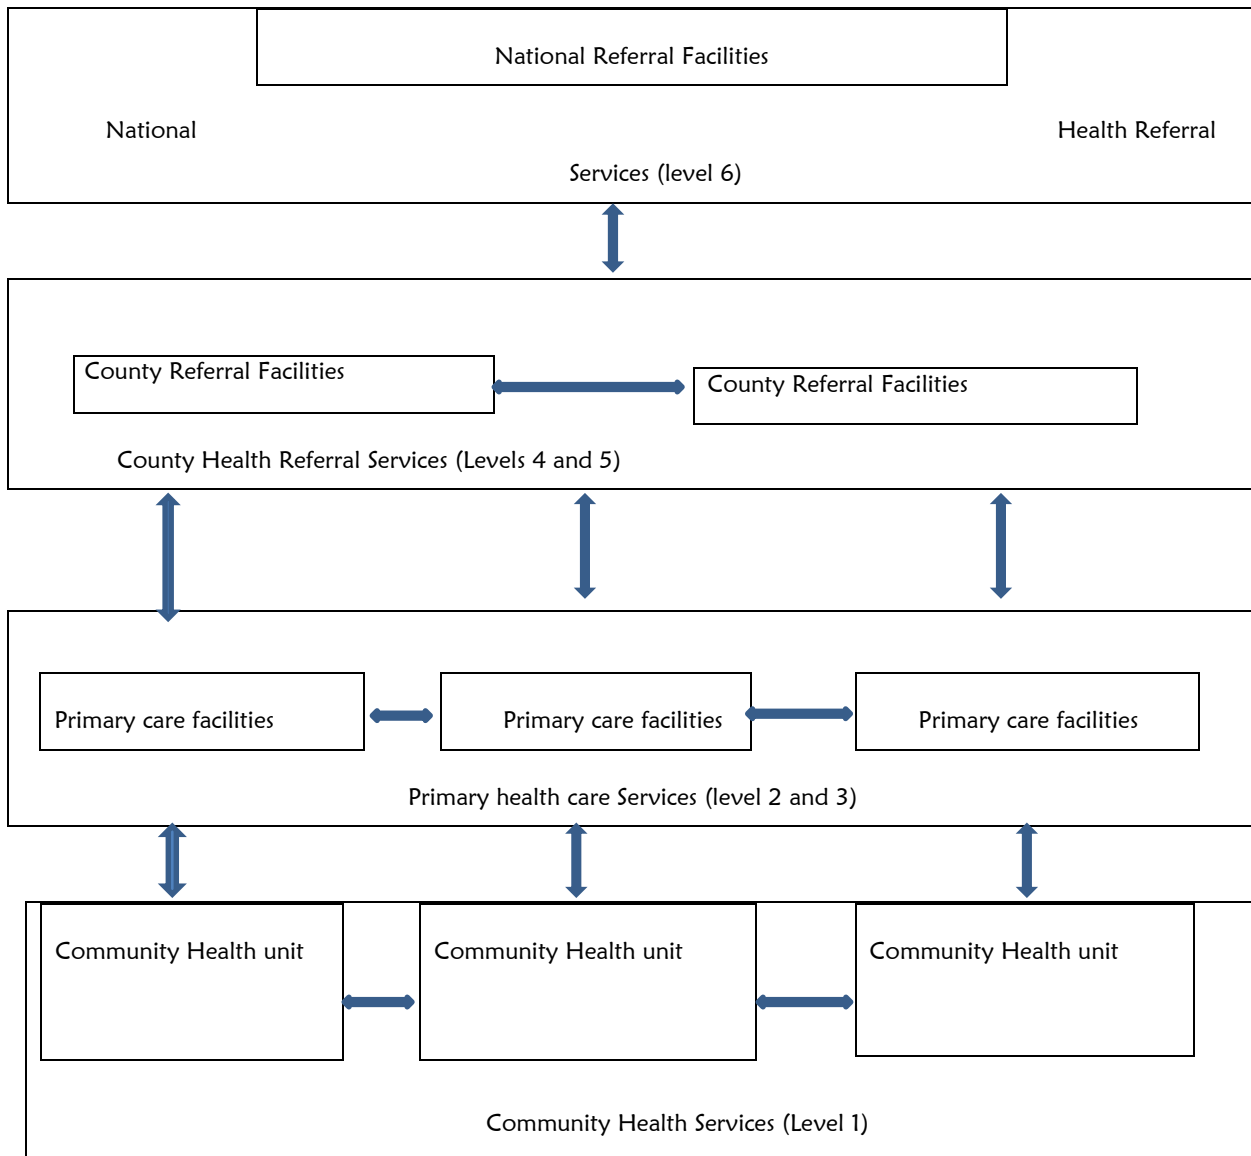 National Referral Facilities
National Health Referral
Services (level 6)
County Referral Facilities
County Referral Facilities
County Health Referral Services (Levels 4 and 5)
Primary care facilities
Primary care facilities
Primary care facilities
Primary health care Services (level 2 and 3)
Community Health unit
Community Health unit
Community Health unit
Community Health Services (Level 1)